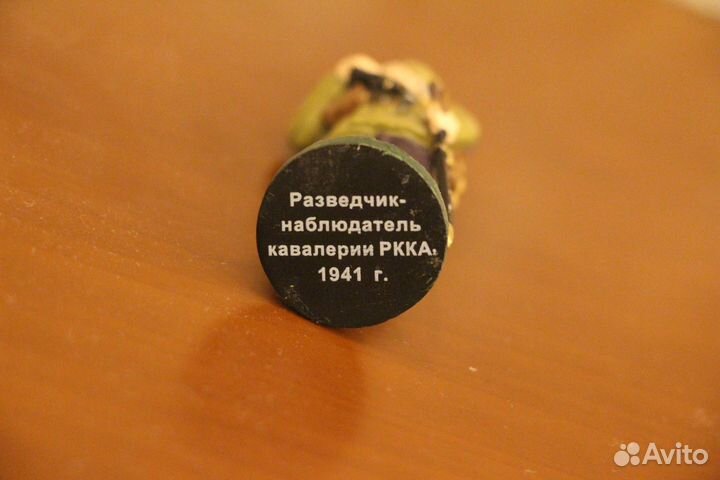 Разведчик-
наблюдатель
кавалерии РККА.
1941 г.
Avito